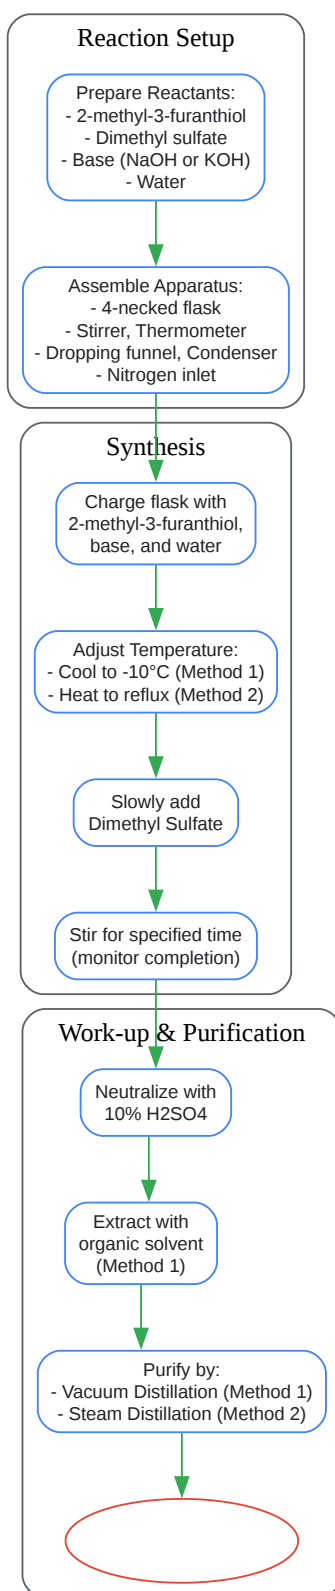 Reaction Setup
Prepare Reactants:
- 2-methyl-3-furanthiol
- Dimethyl sulfate
- Base (NaOH or KOH)
- Water
Assemble Apparatus:
- 4-necked flask
- Stirrer, Thermometer
- Dropping funnel, Condenser
- Nitrogen inlet
Synthesis
Charge flask with
2-methyl-3-furanthiol,
base, and water
Adjust Temperature:
- Cool to -10°C (Method 1)
- Heat to reflux (Method 2)
Slowly add
Dimethyl Sulfate
Stir for specified time
(monitor completion)
Work-up & Purification
Neutralize with
10% H2SO4
Extract with
organic solvent
(Method 1)
Purify by:
- Vacuum Distillation (Method 1)
- Steam Distillation (Method 2)